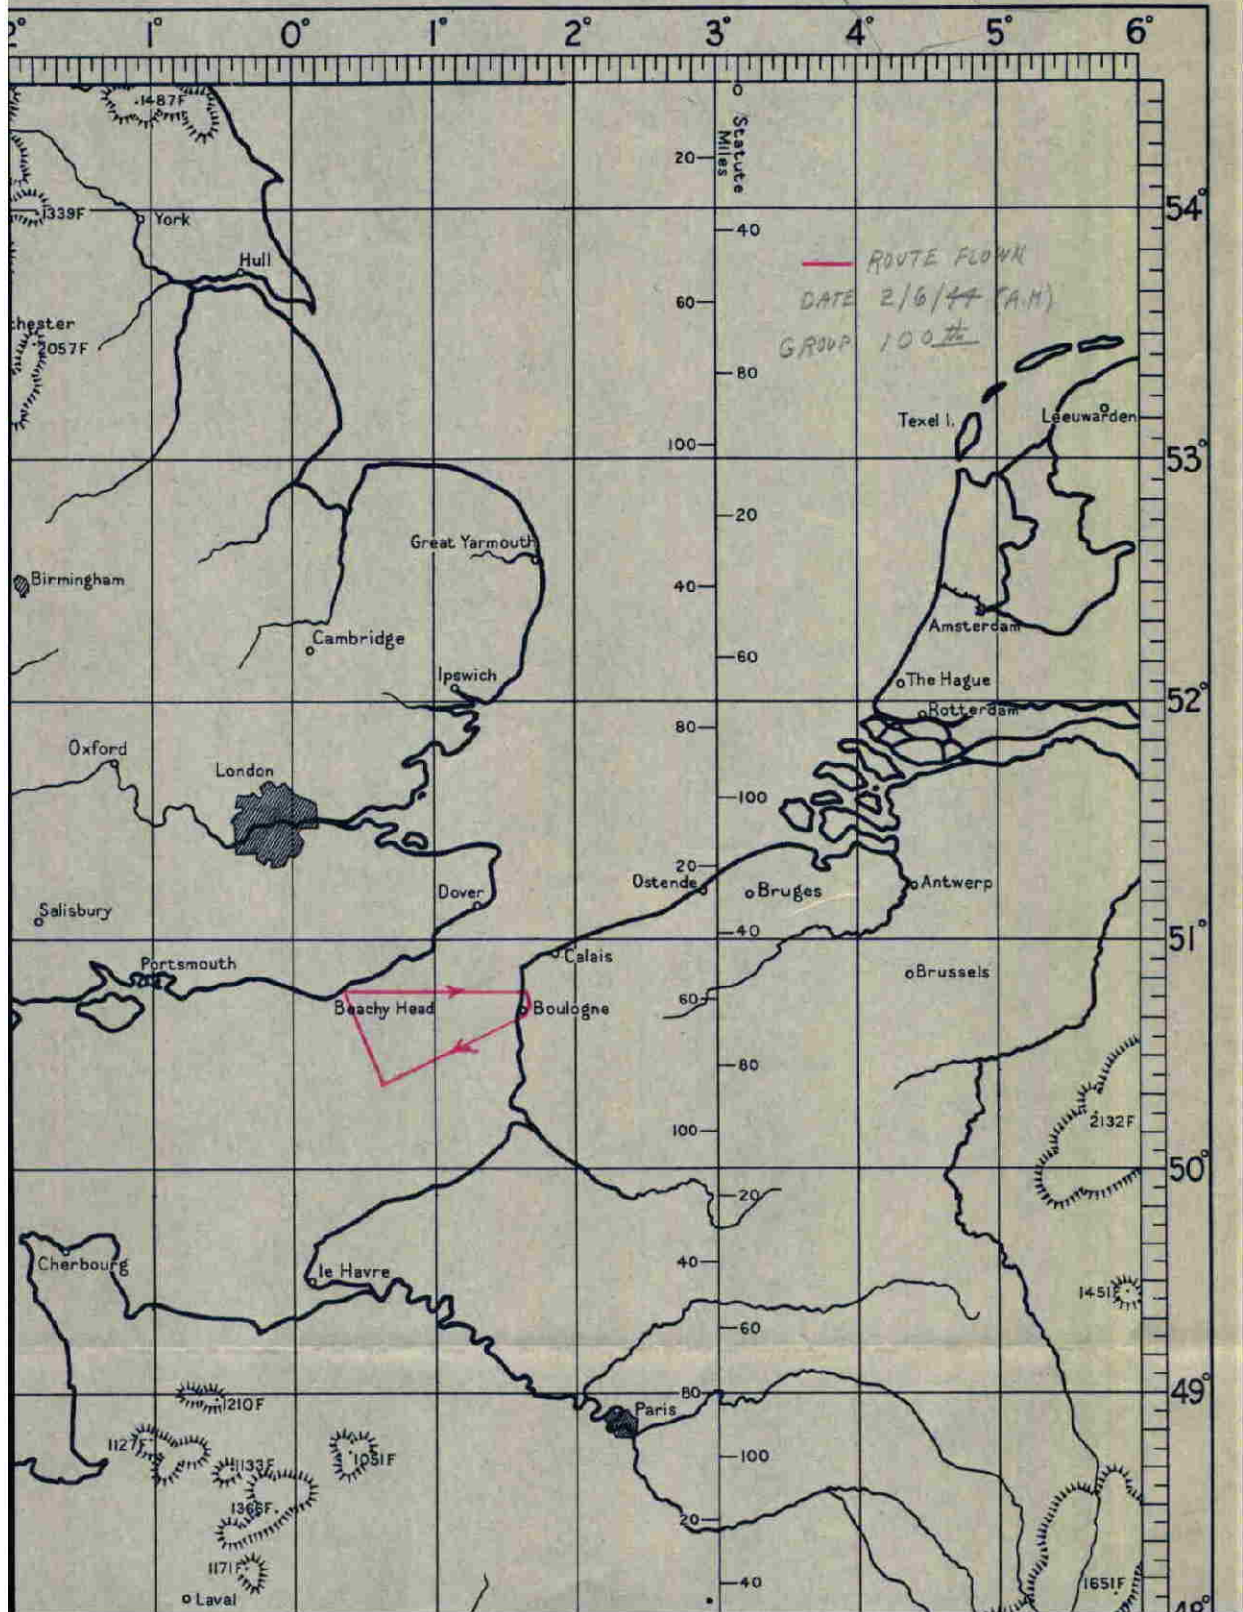 2° 1° 0° 1° 2° 3° 4° 5° 6°
.1487F
0
Statute
Miles
20
1339F
York
54°
40
Hull
ROUTE FLOWN
60
DATE 2/6/44 (A.M)
chester
2057F
GROUP 100th
80
Texel I.
Leeuwarden
100
53°
20
Great Yarmouth
Birmingham
40
Amsterdam
Cambridge
60
Ipswich
The Hague
52°
Rotterdam
80
Oxford
London
100
20
Ostende
Bruges
Antwerp
Dover
Salisbury
40
51°
Calais
Portsmouth
Brussels
60
Beachy Head
Boulogne
80
2132F
100
50°
20
Cherbourg
le Havre
40
1451F
60
80
49°
1210F
Paris
1127F
100
1133F
1051F
1366F
20
1171F
40
1651F
Laval
48°